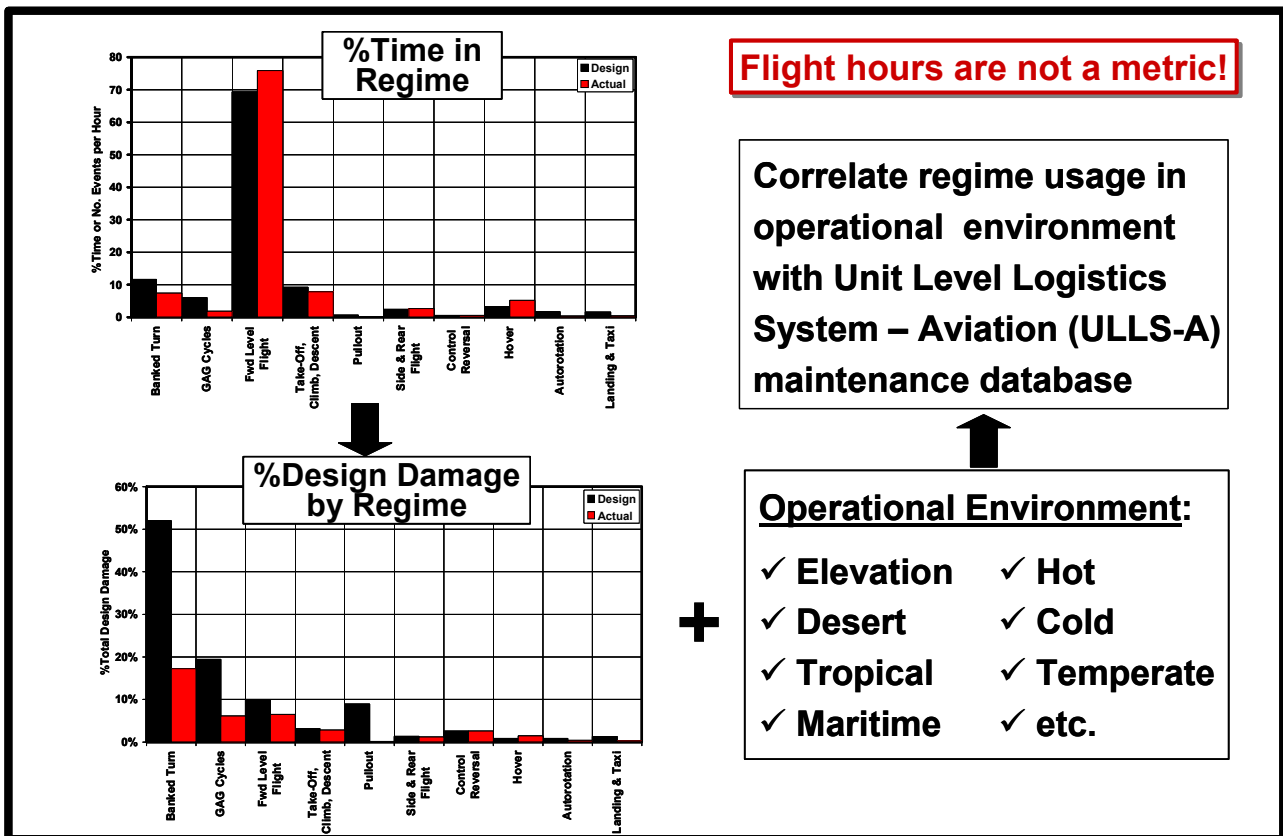 %Time in
Regime
Design
Actual
80
70
60
50
40
30
20
10
0
%Time or No. Events per Hour
Banked Turn
GAG Cycles
Fwd Level
Flight
Take-Off,
Climb, Descent
Pullout
Side & Rear
Flight
Control
Reversal
Hover
Autorotation
Landing & Taxi
Flight hours are not a metric!
Correlate regime usage in
operational environment
with Unit Level Logistics
System – Aviation (ULLS-A)
maintenance database
%Design Damage
by Regime
Design
Actual
60%
50%
40%
30%
20%
10%
0%
%Total Design Damage
Banked Turn
GAG Cycles
Fwd Level Flight
Take-Off,
Climb, Descent
Pullout
Side & Rear
Flight
Control
Reversal
Hover
Autorotation
Landing & Taxi
+
Operational Environment:
✓ Elevation ✓ Hot
✓ Desert ✓ Cold
✓ Tropical ✓ Temperate
✓ Maritime ✓ etc.